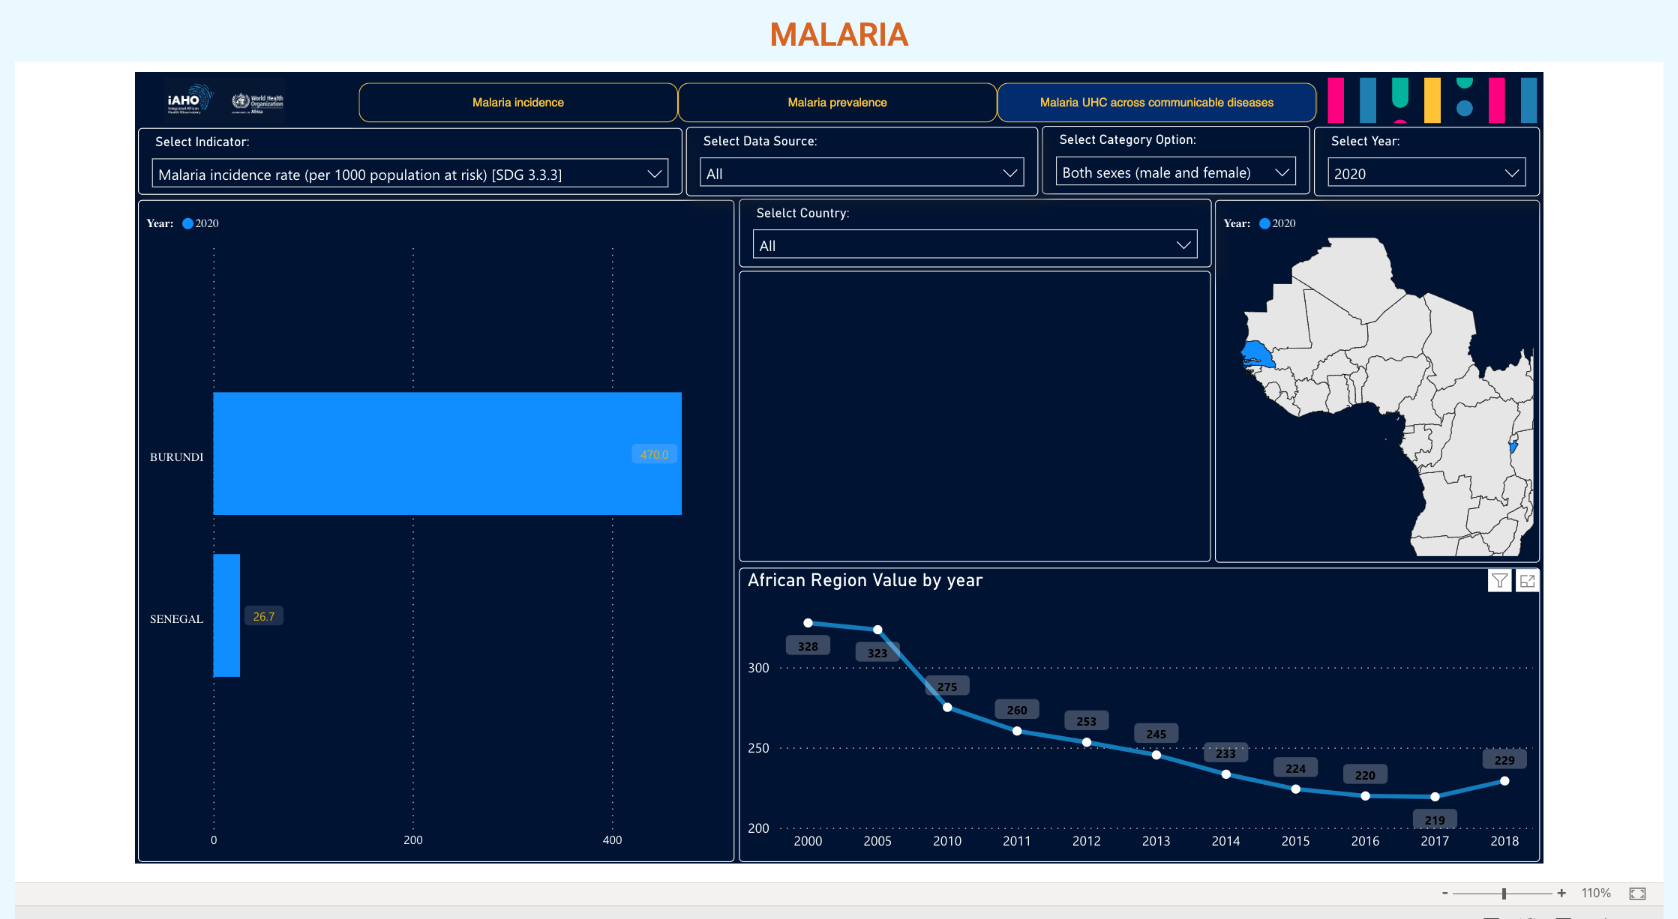 MALARIA
iAHO
World Health
Organization
Malaria incidence
Malaria prevalence
Malaria UHC across communicable diseases
Select Indicator:
Malaria incidence rate (per 1000 population at risk) [SDG 3.3.3]
Select Data Source:
All
Select Category Option:
Both sexes (male and female)
Select Year:
2020
Year: 2020
BURUNDI
470.0
SENEGAL
26.7
0 200 400
Selelct Country:
All
Year: 2020
African Region Value by year
300
250
200
328 323 275 260 253 245 233 224 220 219 229
2000 2005 2010 2011 2012 2013 2014 2015 2016 2017 2018
- + 110%